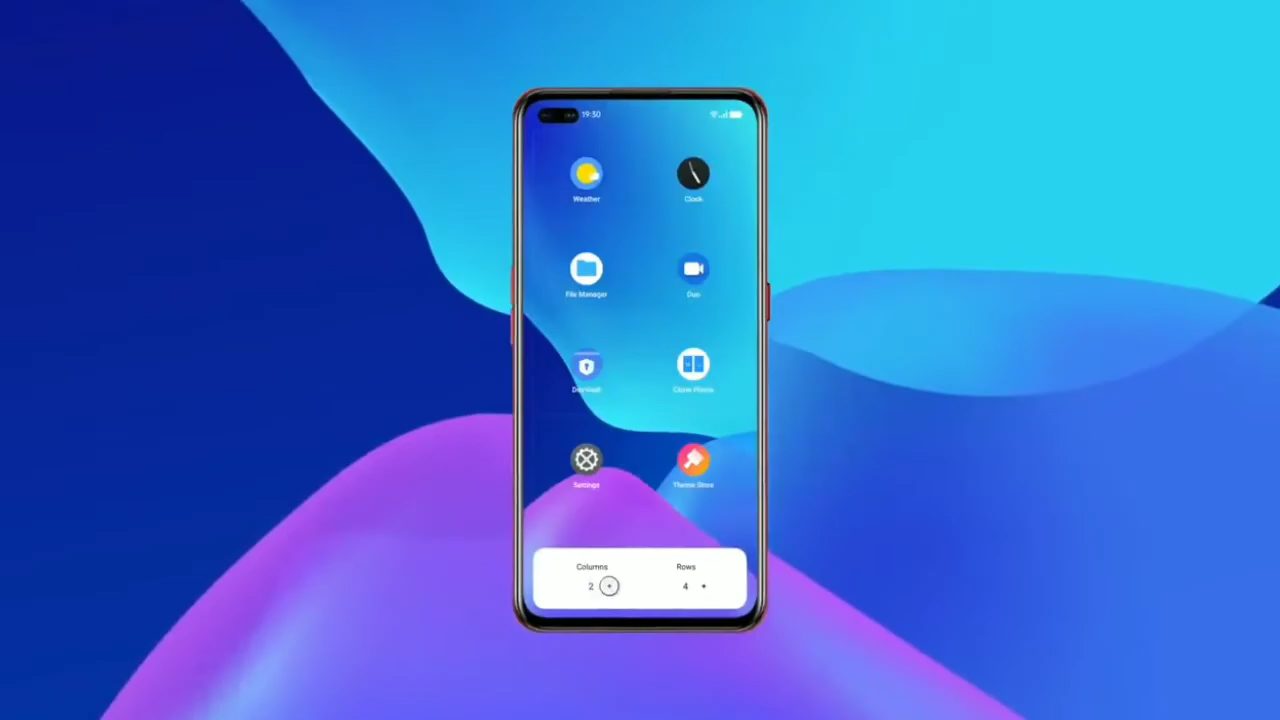 19:30
Weather
Clock
File Manager
Duo
Clone Phone
Settings
Theme Store
Columns
Rows
2 +
4 +